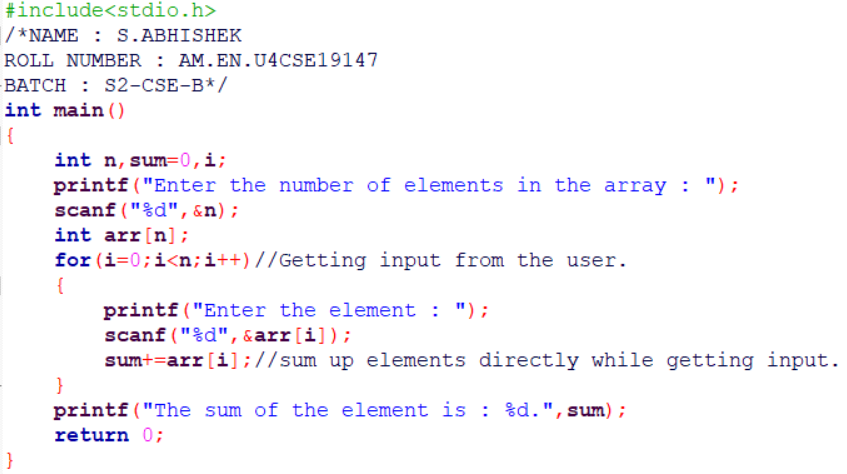 #include<stdio.h>
/*NAME : S.ABHISHEK
ROLL NUMBER : AM.EN.U4CSE19147
BATCH : S2-CSE-B*/
int main()
{
    int n,sum=0,i;
    printf("Enter the number of elements in the array : ");
    scanf("%d",&n);
    int arr[n];
    for(i=0;i<n;i++)//Getting input from the user.
    {
        printf("Enter the element : ");
        scanf("%d",&arr[i]);
        sum+=arr[i];//sum up elements directly while getting input.
    }
    printf("The sum of the element is : %d.",sum);
    return 0;
}